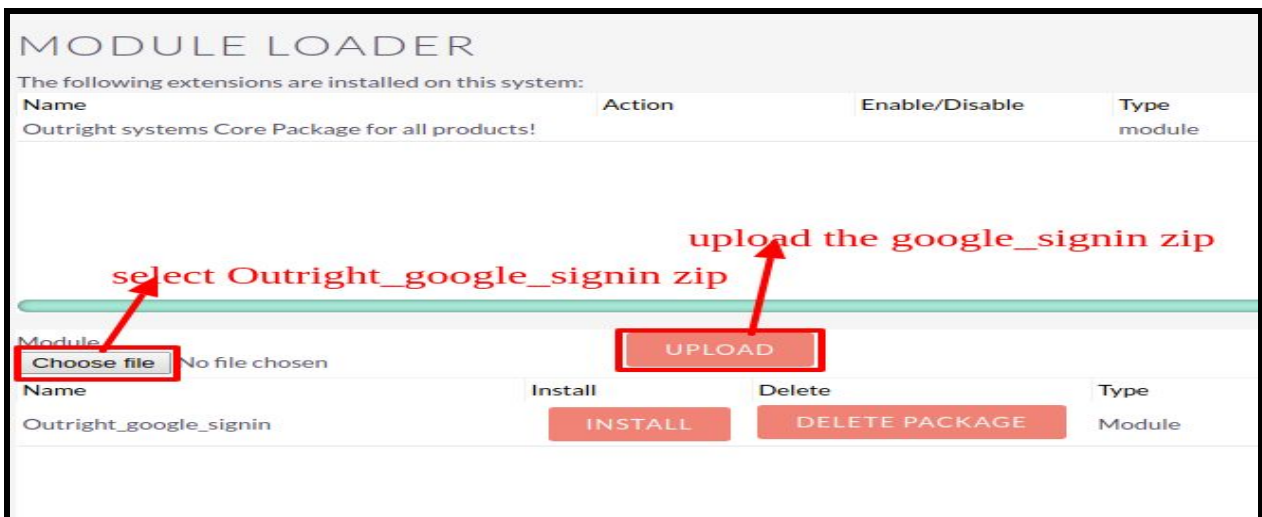 MODULE LOADER
The following extensions are installed on this system:
Name Action Enable/Disable Type
Outright systems Core Package for all products! module
upload the google_signin zip
select Outright_google_signin zip
Module
Choose file No file chosen UPLOAD
Name Install Delete Type
Outright_google_signin INSTALL DELETE PACKAGE Module